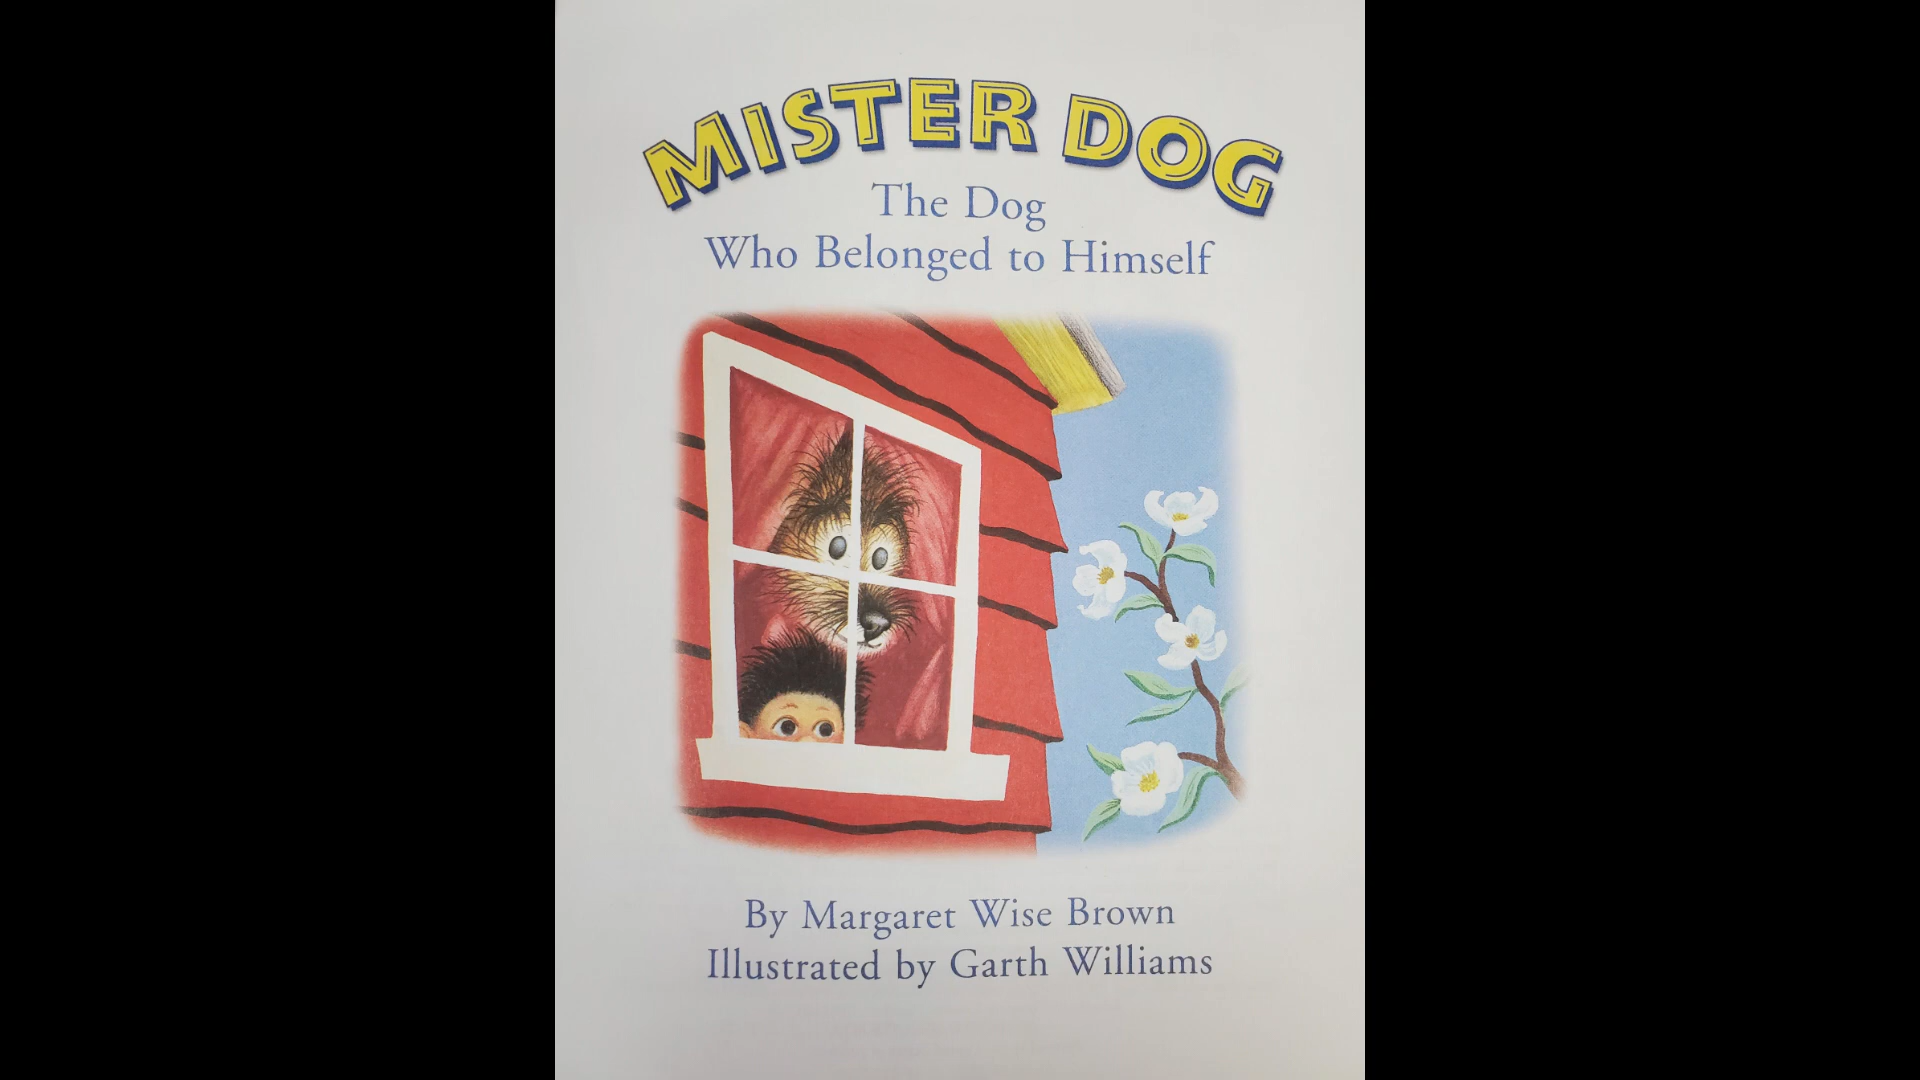 MISTER DOG
The Dog
Who Belonged to Himself
By Margaret Wise Brown
Illustrated by Garth Williams